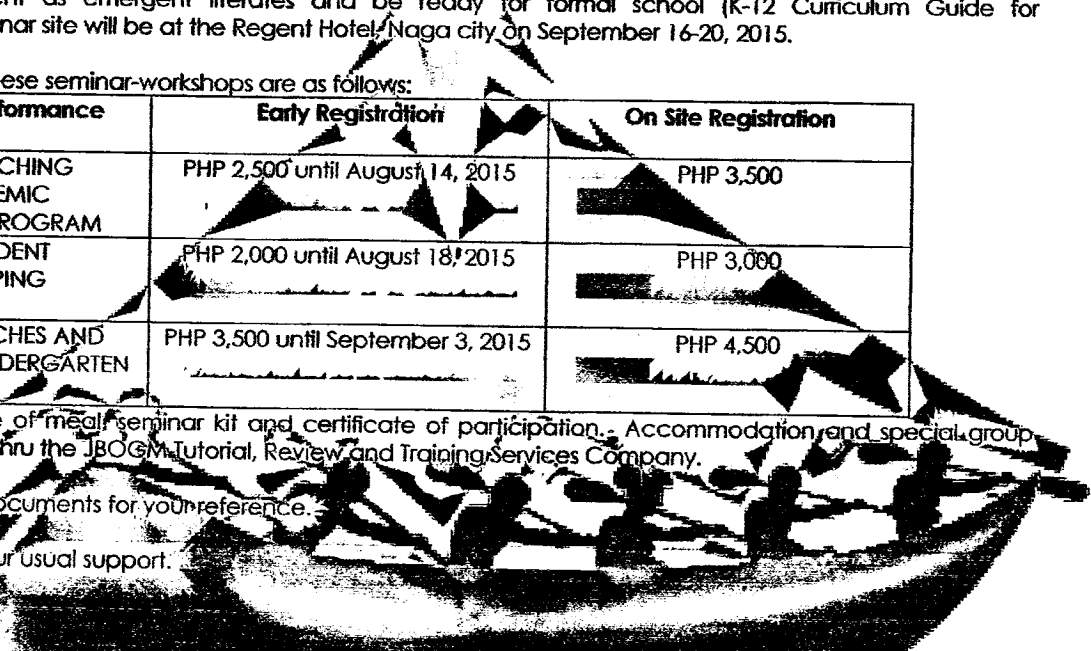 ent as emergent literates and be ready for formal school (K-12 Curriculum Guide for
nar site will be at the Regent Hotel, Naga city on September 16-20, 2015.
ese seminar-workshops are as follows:
formance Early Registration On Site Registration
CHING PHP 2,500 until August 14, 2015 PHP 3,500
EMIC
ROGRAM
DENT PHP 2,000 until August 18, 2015 PHP 3,000
PING
CHES AND PHP 3,500 until September 3, 2015 PHP 4,500
DERGARTEN
e of meal, seminar kit and certificate of participation. Accommodation and special group
hru the JBOGM Tutorial, Review and Training Services Company.
ocuments for your reference.
ur usual support.